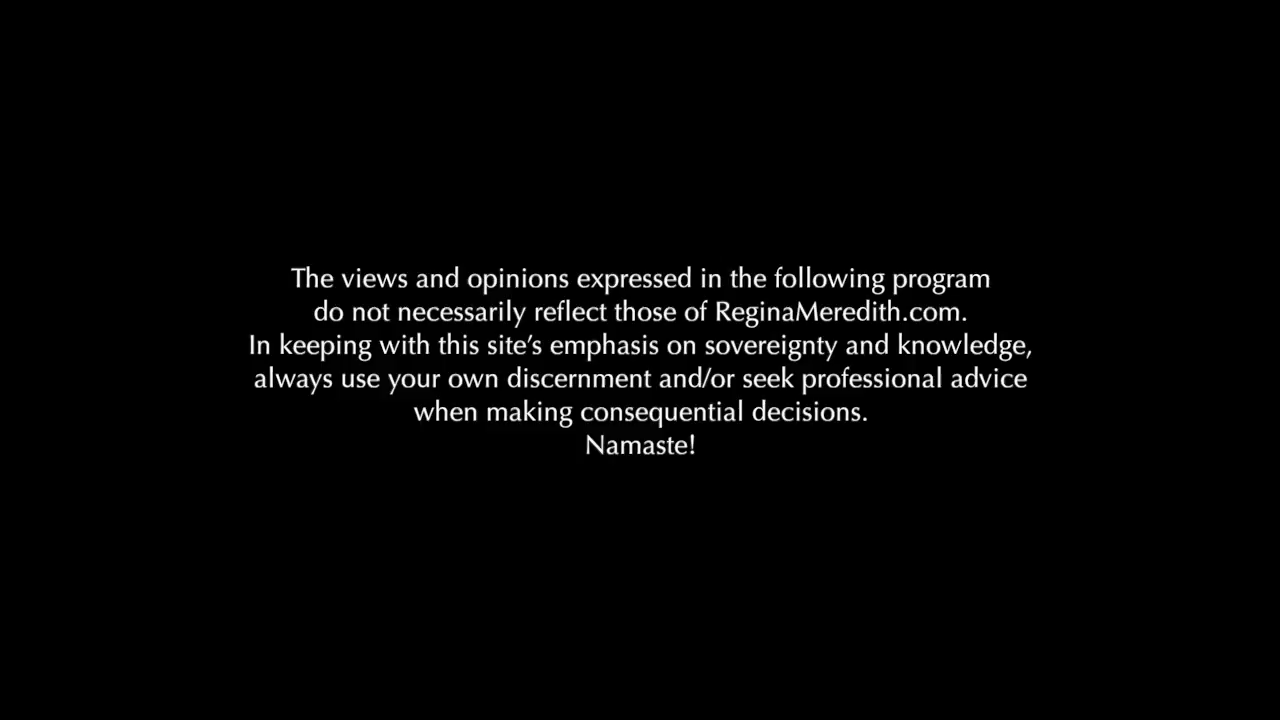 The views and opinions expressed in the following program
do not necessarily reflect those of ReginaMeredith.com.
In keeping with this site’s emphasis on sovereignty and knowledge,
always use your own discernment and/or seek professional advice
when making consequential decisions.
Namaste!